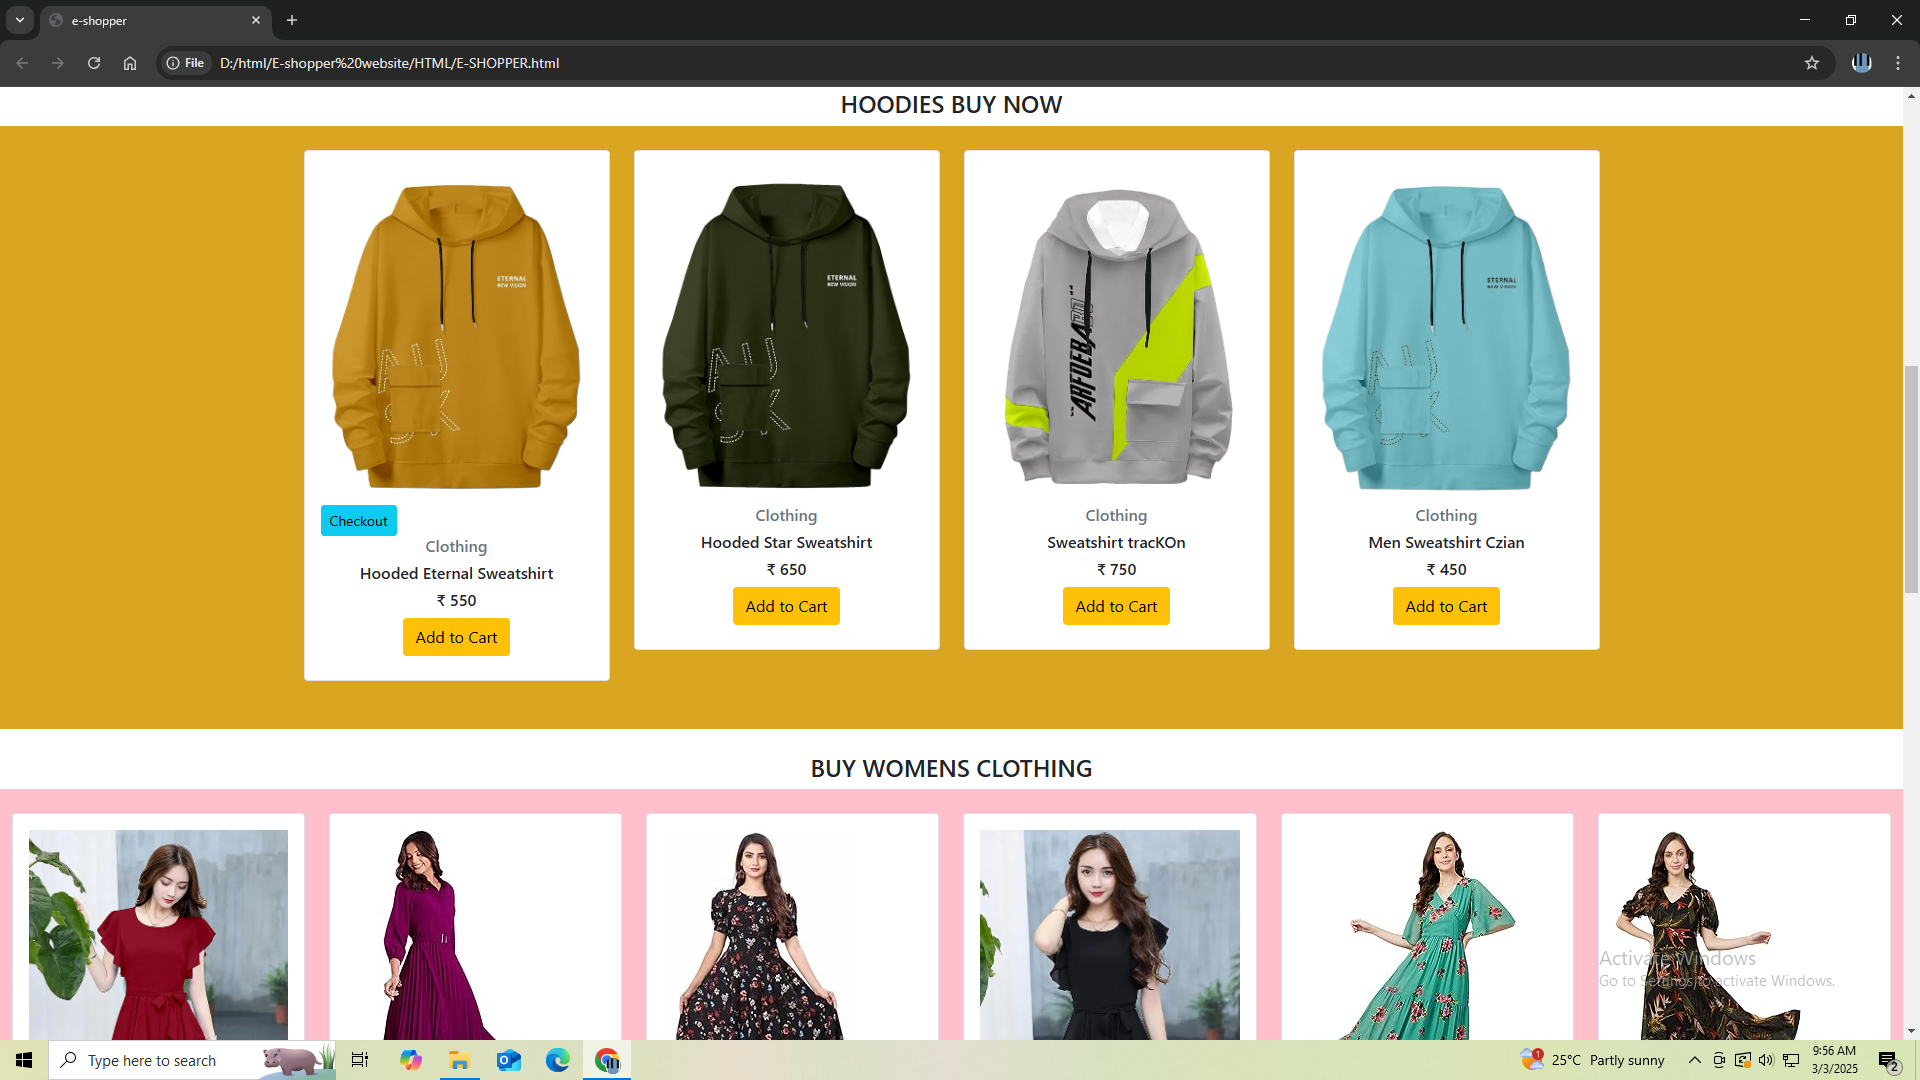 e-shopper
File
D:/html/E-shopper%20website/HTML/E-SHOPPER.html
HOODIES BUY NOW
ETERNAL
NEW VISION
ETERNAL
NEW VISION
ETERNAL
NEW VISION
Checkout
Clothing
Hooded Eternal Sweatshirt
₹ 550
Add to Cart
Clothing
Hooded Star Sweatshirt
₹ 650
Add to Cart
Clothing
Sweatshirt tracKOn
₹ 750
Add to Cart
Clothing
Men Sweatshirt Czian
₹ 450
Add to Cart
BUY WOMENS CLOTHING
Activate Windows
Go to Settings to activate Windows.
Type here to search
1
25°C Partly sunny
9:56 AM
3/3/2025
2